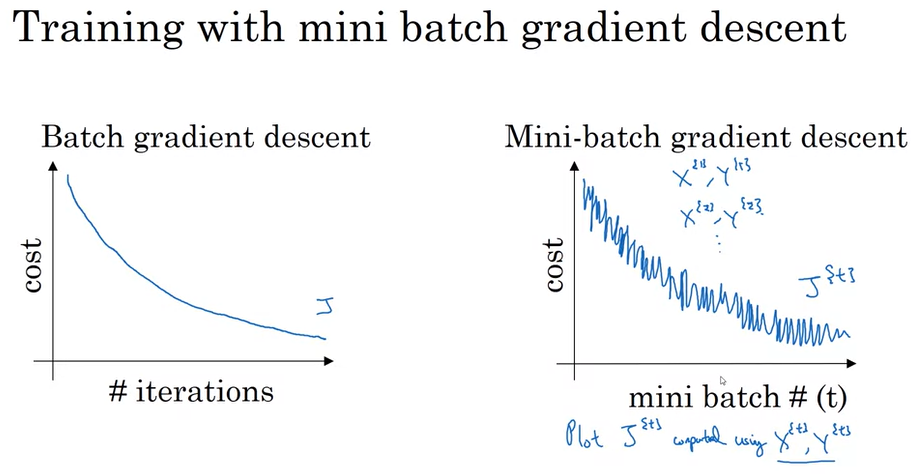 Training with mini batch gradient descent
Batch gradient descent
cost
J
# iterations
Mini-batch gradient descent
X^{1}, Y^{1}
X^{2}, Y^{2}
⋮
cost
J^{t}
mini batch # (t)
Plot J^{t} computed using X^{t}, Y^{t}